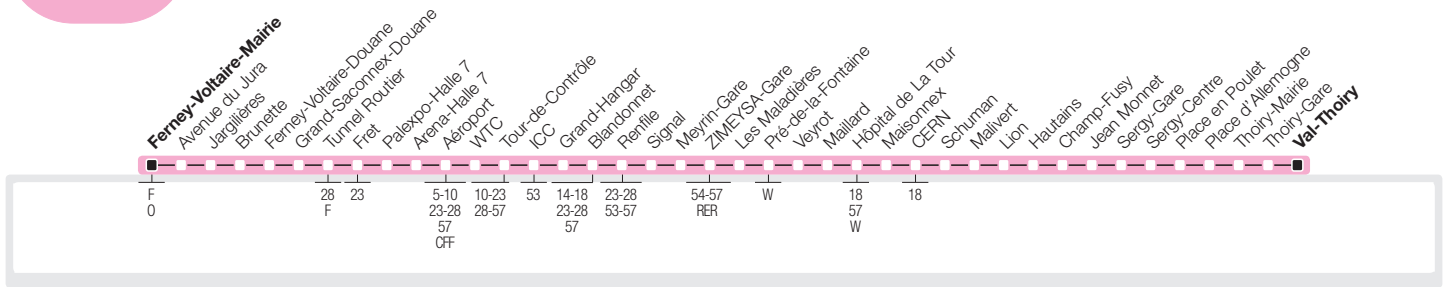 Ferney-Voltaire-Mairie
Avenue du Jura
Jargilières
Brunette
Ferney-Voltaire-Douane
Grand-Saconnex-Douane
Tunnel Routier
Fret
Palexpo-Halle 7
Arena-Halle 7
Aéroport
WTC
Tour-de-Contrôle
ICC
Grand-Hangar
Blandonnet
Renfile
Signal
Meyrin-Gare
ZIMEYSA-Gare
Les Maladières
Pré-de-la-Fontaine
Veyrot
Maillard
Hôpital de La Tour
Maisonnex
CERN
Schuman
Malivert
Lion
Hautains
Champ-Fusy
Jean Monnet
Sergy-Gare
Sergy-Centre
Place en Poulet
Place d'Allemogne
Thoiry-Mairie
Thoiry-Gare
Val-Thoiry
F
O
28
F
23
5-10
23-28
57
CFF
10-23
28-57
53
14-18
23-28
57
23-28
53-57
54-57
RER
W
18
57
W
18